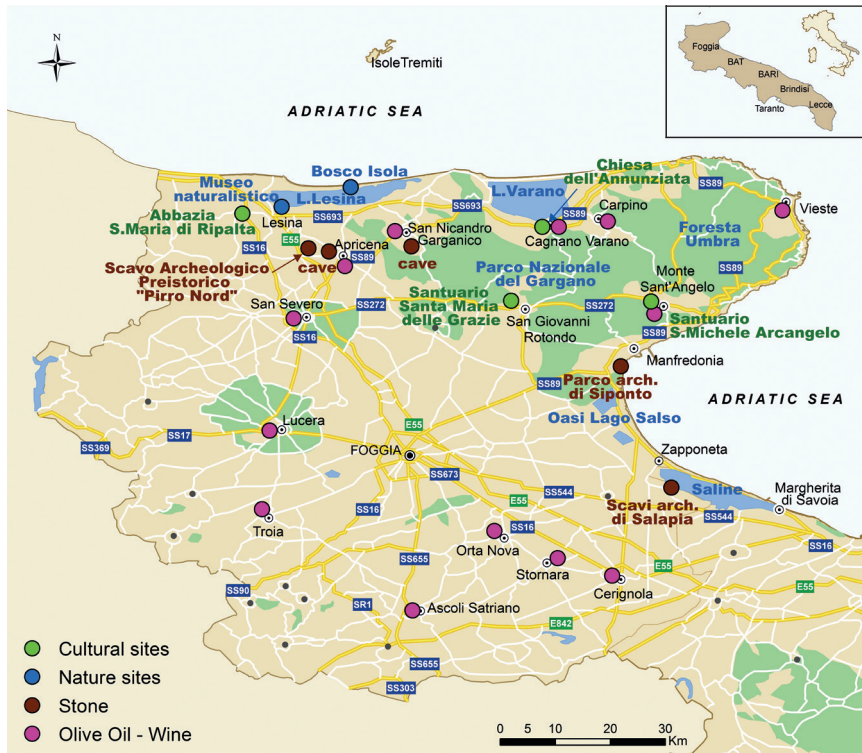 N
IsoleTremiti
ADRIATIC SEA
Foggia
BAT
BARI
Brindisi
Taranto
Lecce
Bosco Isola
Museo
naturalistico
L.Lesina
Lesina
SS693
Abbazia
S.Maria di Ripalta
SS16
E55
Apricena
cave
SS89
San Nicandro
Garganico
cave
SS693
L.Varano
Chiesa
dell'Annunziata
SS89
Carpino
Cagnano Varano
SS89
Vieste
Foresta
Umbra
SS89
Scavo Archeologico
Preistorico
"Pirro Nord"
Parco Nazionale
del Gargano
Monte
Sant'Angelo
San Severo
SS272
SS16
Santuario
Santa Maria
delle Grazie
SS272
San Giovanni
Rotondo
Santuario
S.Michele Arcangelo
SS89
Manfredonia
Parco arch.
di Siponto
SS89
Oasi Lago Salso
ADRIATIC SEA
Lucera
SS17
SS369
E55
FOGGIA
SS673
Zapponeta
Saline
Margherita
di Savoia
Scavi arch.
di Salapia
SS544
E55
SS544
SS16
Troia
SS16
SS16
Orta Nova
SS655
Stornara
Cerignola
E55
E55
SS90
SR1
Ascoli Satriano
E842
SS655
SS303
Cultural sites
Nature sites
Stone
Olive Oil - Wine
0 10 20 30
Km